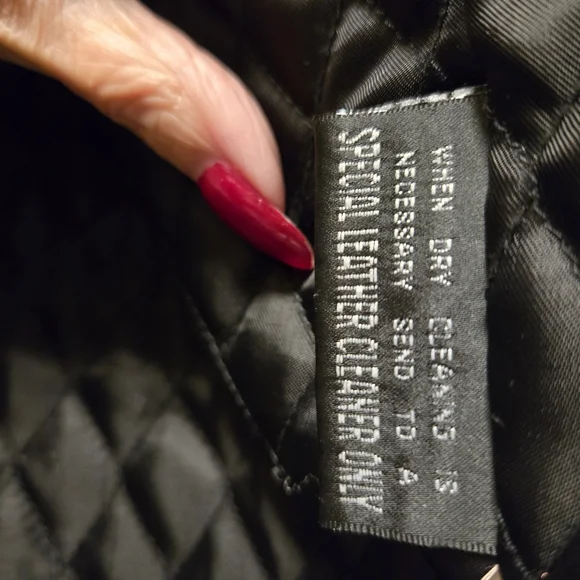 WHEN DRY CLEANING IS
NECESSARY SEND TO A
SPECIAL LEATHER CLEANER ONLY